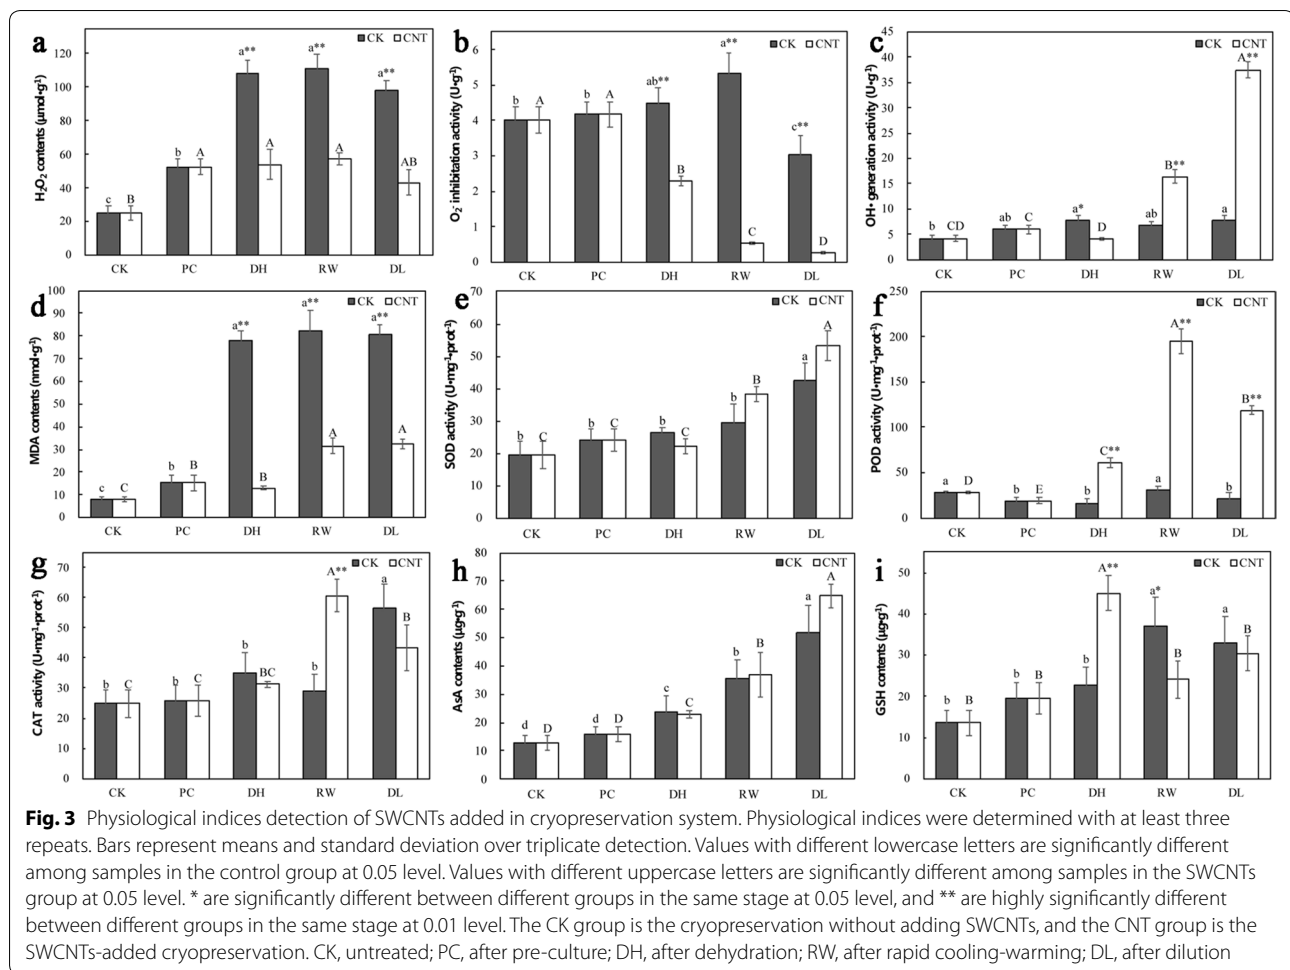 a
CK CNT
H₂O₂ contents (μmol•g⁻¹)
120
100
80
60
40
20
0
c B b A a** A a** A a** AB
CK PC DH RW DL
b
CK CNT
O₂⁻ inhibitation activity (U•g⁻¹)
6
5
4
3
2
1
0
b A b A ab** B a** C c** D
CK PC DH RW DL
c
CK CNT
OH• generation activity (U•g⁻¹)
40
35
30
25
20
15
10
5
0
b CD ab C a* D ab B** a A**
CK PC DH RW DL
d
CK CNT
MDA contents (nmol•g⁻¹)
100
90
80
70
60
50
40
30
20
10
0
c C b B a** B a** A a** A
CK PC DH RW DL
e
CK CNT
SOD activity (U•mg⁻¹•prot⁻¹)
70
60
50
40
30
20
10
0
b C b C b C b B a A
CK PC DH RW DL
f
CK CNT
POD activity (U•mg⁻¹•prot⁻¹)
250
200
150
100
50
0
a D b E b C** a A** b B**
CK PC DH RW DL
g
CK CNT
CAT activity (U•mg⁻¹•prot⁻¹)
70
60
50
40
30
20
10
0
b C b C b BC b A** a B
CK PC DH RW DL
h
CK CNT
AsA contents (μg•g⁻¹)
80
70
60
50
40
30
20
10
0
d D d D c C b B a A
CK PC DH RW DL
i
CK CNT
GSH contents (μg•g⁻¹)
50
40
30
20
10
0
b B b B b A** a* B a B
CK PC DH RW DL
Fig. 3 Physiological indices detection of SWCNTs added in cryopreservation system. Physiological indices were determined with at least three
repeats. Bars represent means and standard deviation over triplicate detection. Values with different lowercase letters are significantly different
among samples in the control group at 0.05 level. Values with different uppercase letters are significantly different among samples in the SWCNTs
group at 0.05 level. * are significantly different between different groups in the same stage at 0.05 level, and ** are highly significantly different
between different groups in the same stage at 0.01 level. The CK group is the cryopreservation without adding SWCNTs, and the CNT group is the
SWCNTs-added cryopreservation. CK, untreated; PC, after pre-culture; DH, after dehydration; RW, after rapid cooling-warming; DL, after dilution